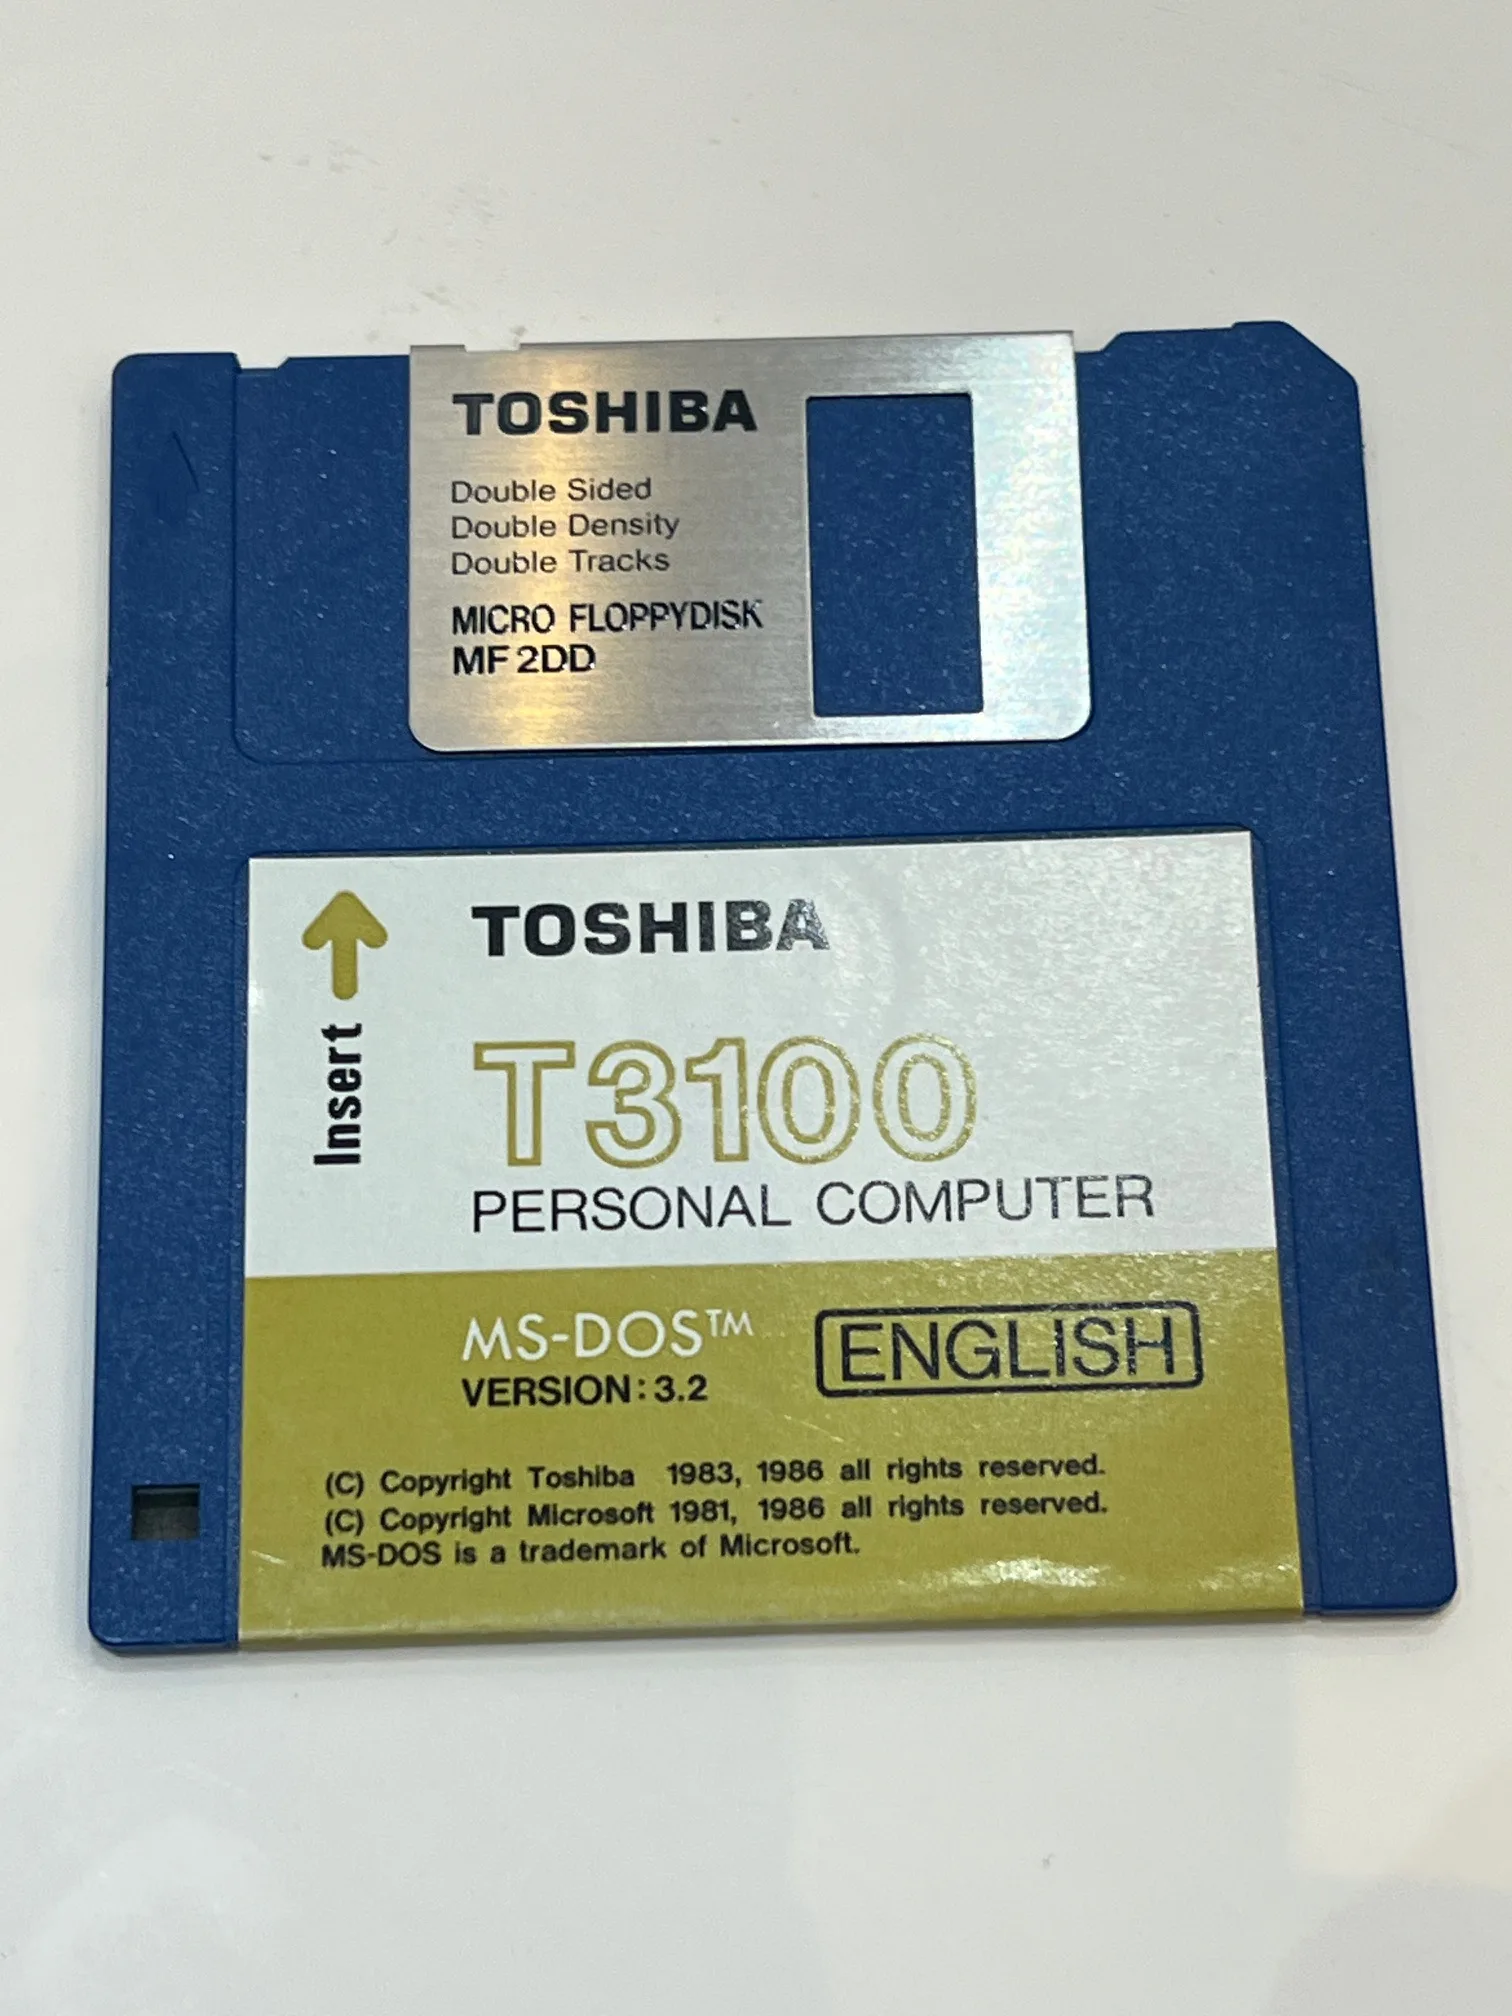 TOSHIBA
Double Sided
Double Density
Double Tracks
MICRO FLOPPYDISK
MF2DD
Insert
TOSHIBA
T3100
PERSONAL COMPUTER
MS-DOS™
VERSION: 3.2
ENGLISH
(C) Copyright Toshiba 1983, 1986 all rights reserved.
(C) Copyright Microsoft 1981, 1986 all rights reserved.
MS-DOS is a trademark of Microsoft.